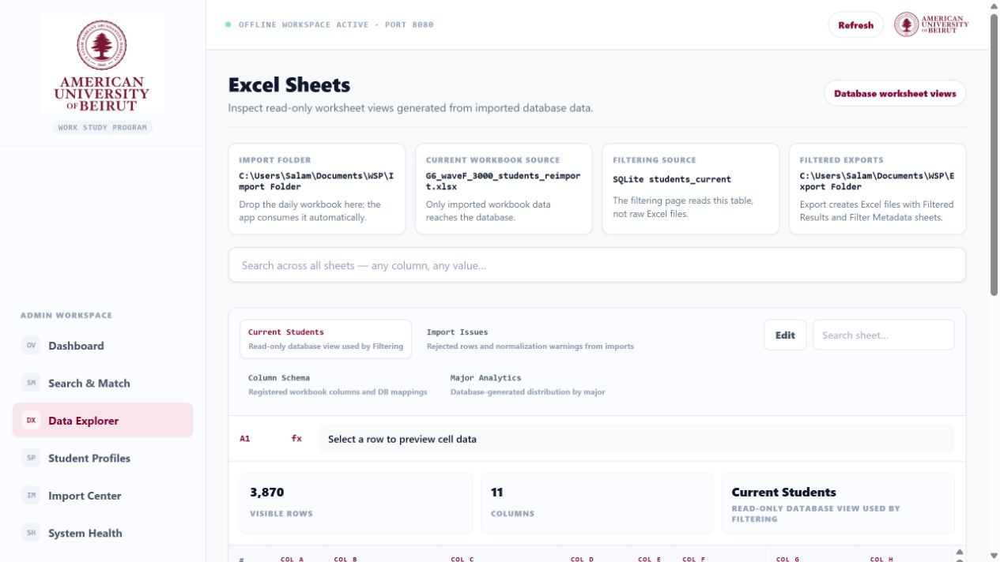 AMERICAN
UNIVERSITY
OF BEIRUT
WORK STUDY PROGRAM
ADMIN WORKSPACE
OV Dashboard
SM Search & Match
DX Data Explorer
SP Student Profiles
IM Import Center
SH System Health
OFFLINE WORKSPACE ACTIVE · PORT 8080
Refresh
AMERICAN
UNIVERSITY
OF BEIRUT
Excel Sheets
Inspect read-only worksheet views generated from imported database data.
Database worksheet views
IMPORT FOLDER
C:\Users\Salam\Documents\WSP\I
mport Folder
Drop the daily workbook here; the
app consumes it automatically.
CURRENT WORKBOOK SOURCE
G6_waveF_3000_students_reimpor
t.xlsx
Only imported workbook data
reaches the database.
FILTERING SOURCE
SQLite students_current
The filtering page reads this table,
not raw Excel files.
FILTERED EXPORTS
C:\Users\Salam\Documents\WSP\E
xport Folder
Export creates Excel files with Filtered
Results and Filter Metadata sheets.
Search across all sheets — any column, any value...
Current Students
Read-only database view used by Filtering
Import Issues
Rejected rows and normalization warnings from imports
Edit
Search sheet...
Column Schema
Registered workbook columns and DB mappings
Major Analytics
Database-generated distribution by major
A1 fx Select a row to preview cell data
3,870
VISIBLE ROWS
11
COLUMNS
Current Students
READ-ONLY DATABASE VIEW USED BY
FILTERING
# COL A COL B COL C COL D COL E COL F COL G COL H